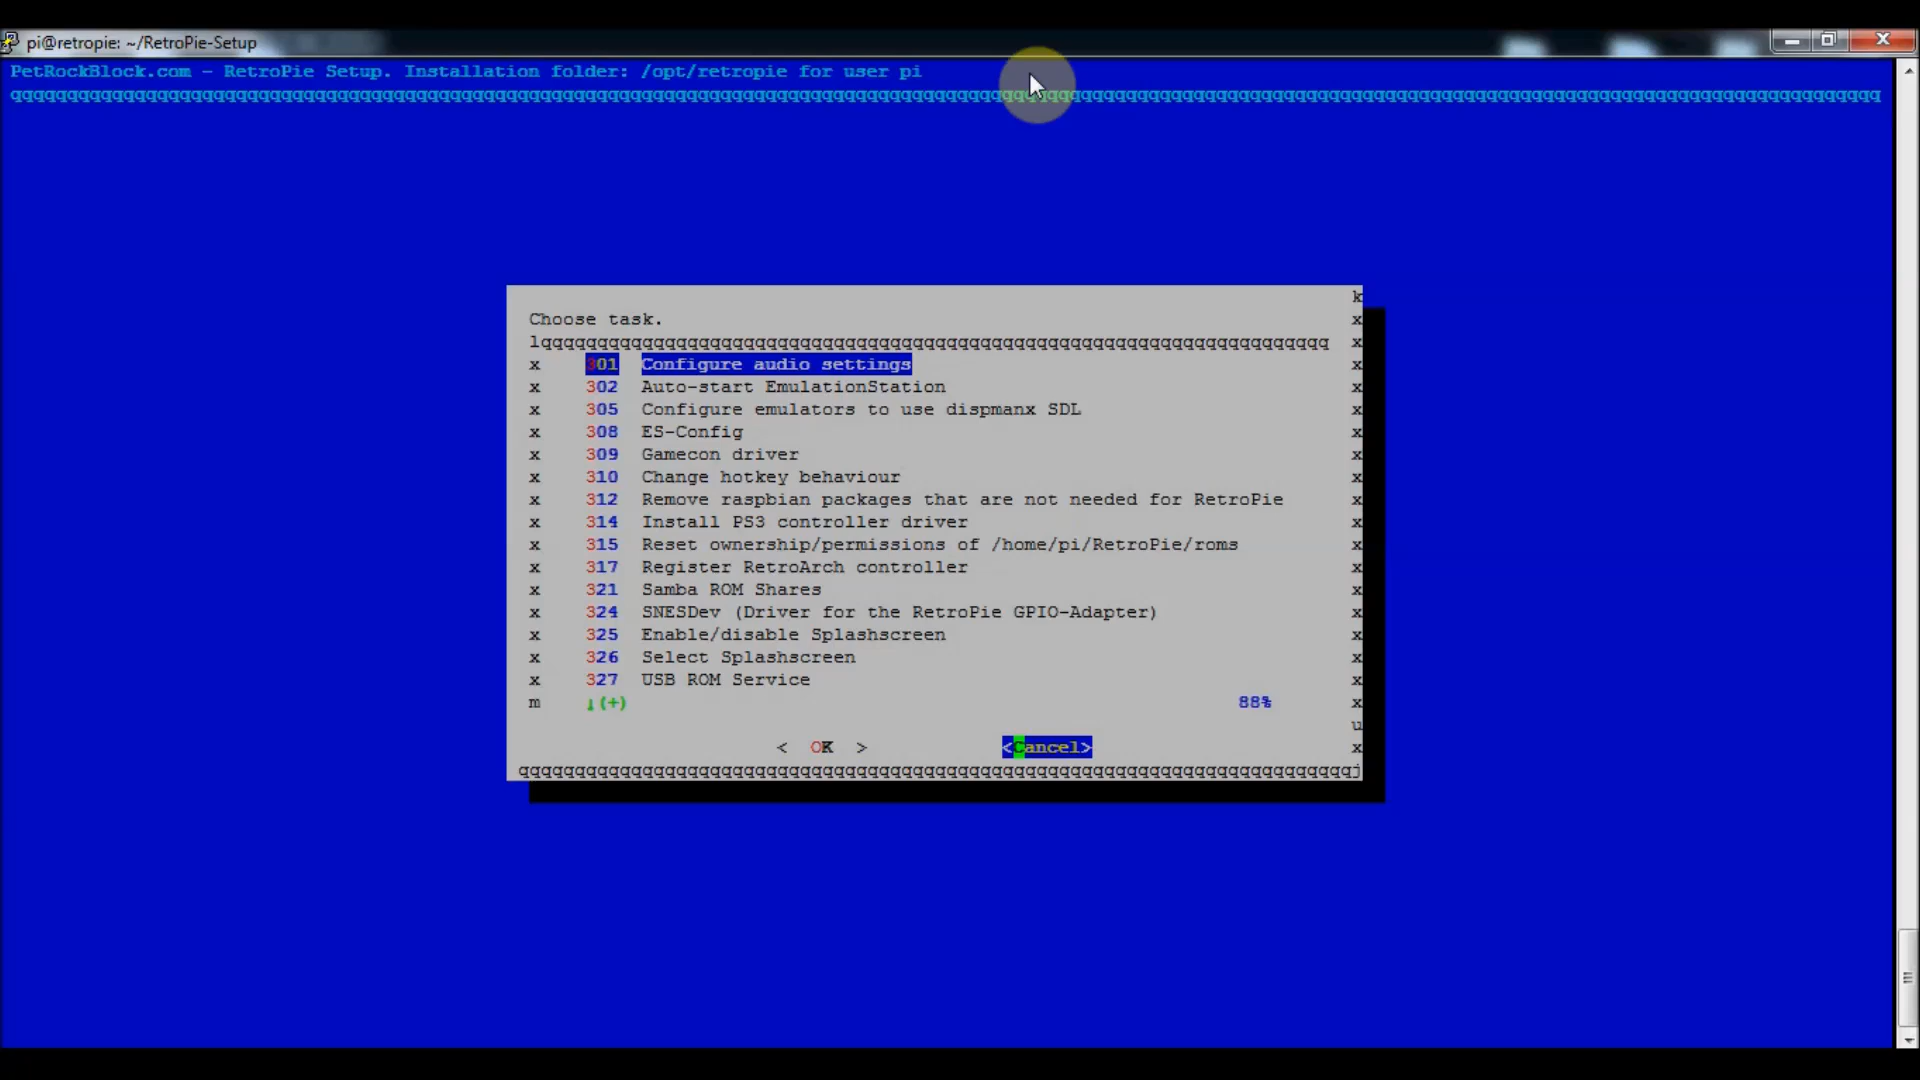 pi@retropie: ~/RetroPie-Setup
PetRockBlock.com - RetroPie Setup. Installation folder: /opt/retropie for user pi
Choose task.
301 Configure audio settings
302 Auto-start EmulationStation
305 Configure emulators to use dispmanx SDL
308 ES-Config
309 Gamecon driver
310 Change hotkey behaviour
312 Remove raspbian packages that are not needed for RetroPie
314 Install PS3 controller driver
315 Reset ownership/permissions of /home/pi/RetroPie/roms
317 Register RetroArch controller
321 Samba ROM Shares
324 SNESDev (Driver for the RetroPie GPIO-Adapter)
325 Enable/disable Splashscreen
326 Select Splashscreen
327 USB ROM Service
↓(+) 88%
< OK > <Cancel>